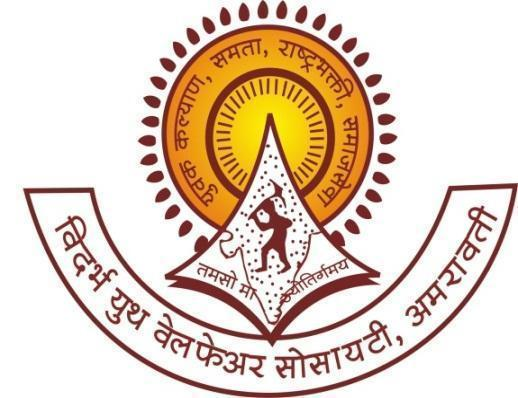 युवक कल्याण, समता, राष्ट्रभक्ती, समाजसेवा
तमसो मा ज्योतिर्गमय
विदर्भ युथ वेलफेअर सोसायटी, अमरावती